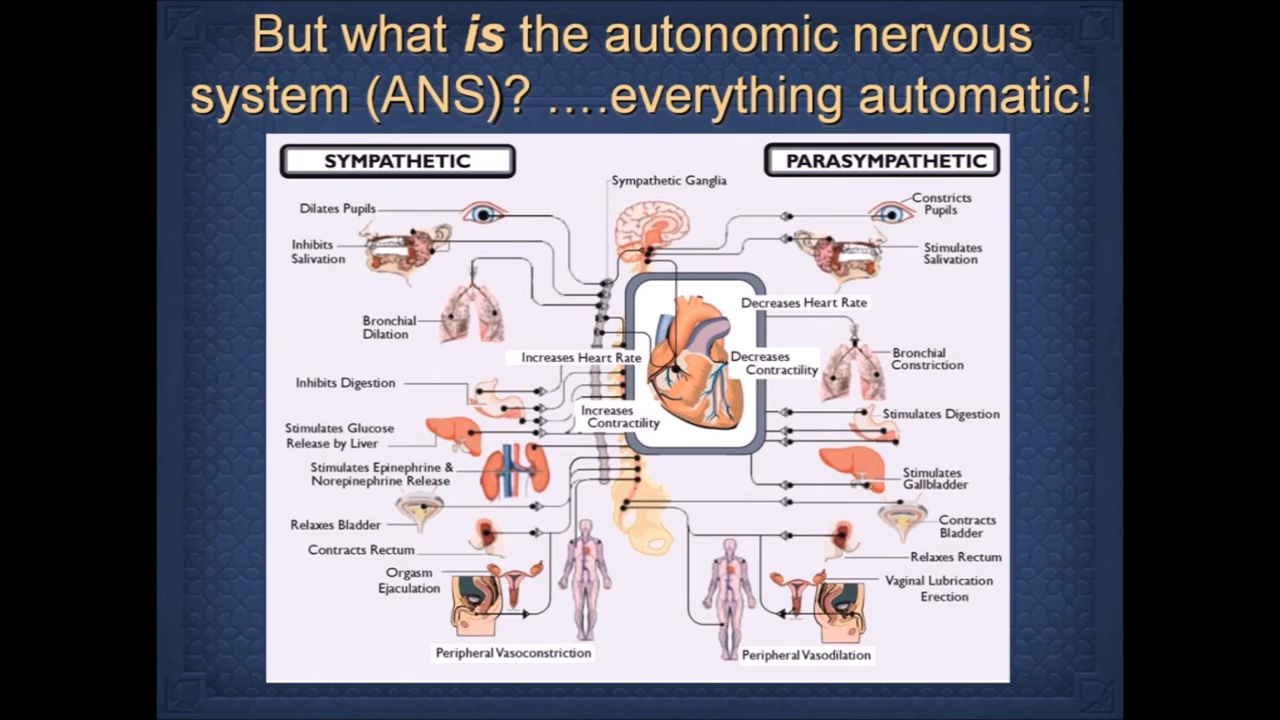 But what is the autonomic nervous
system (ANS)? ….everything automatic!
SYMPATHETIC
PARASYMPATHETIC
Sympathetic Ganglia
Dilates Pupils
Inhibits
Salivation
Bronchial
Dilation
Increases Heart Rate
Inhibits Digestion
Increases
Contractility
Stimulates Glucose
Release by Liver
Stimulates Epinephrine &
Norepinephrine Release
Relaxes Bladder
Contracts Rectum
Orgasm
Ejaculation
Peripheral Vasoconstriction
Constricts
Pupils
Stimulates
Salivation
Decreases Heart Rate
Decreases
Contractility
Bronchial
Constriction
Stimulates Digestion
Stimulates
Gallbladder
Contracts
Bladder
Relaxes Rectum
Vaginal Lubrication
Erection
Peripheral Vasodilation